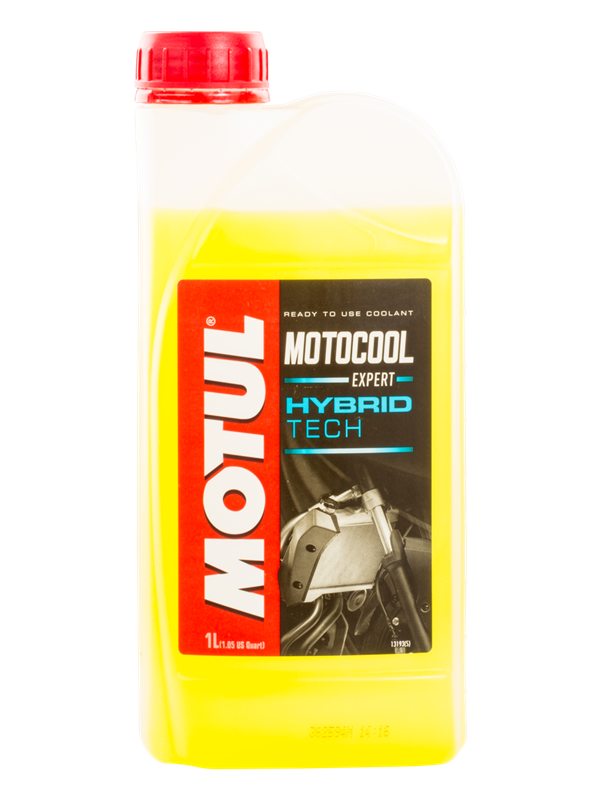 READY TO USE COOLANT
MOTOCOOL
EXPERT
HYBRID
TECH
MOTUL®
1L(1.05 US Quart)